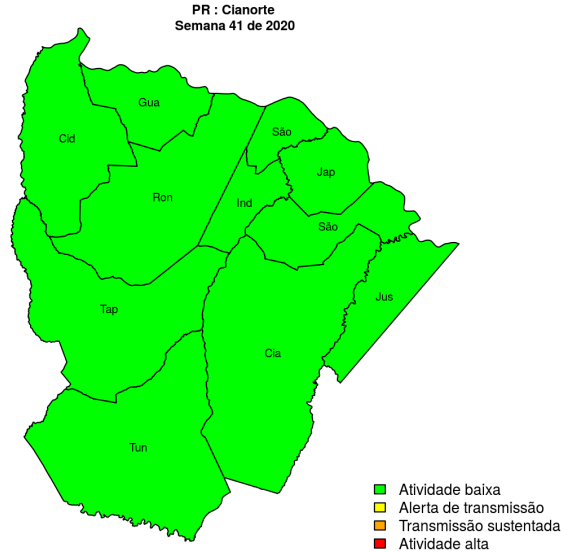 PR : Cianorte
Semana 41 de 2020
Gua
Cid
São
Jap
Ron
Ind
São
Jus
Tap
Cia
Tun
Atividade baixa
Alerta de transmissão
Transmissão sustentada
Atividade alta